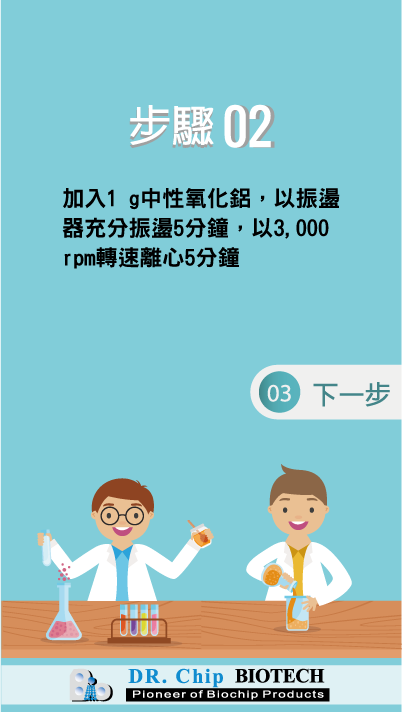 步驟 02
加入1 g中性氧化鋁，以振盪
器充分振盪5分鐘，以3,000
rpm轉速離心5分鐘
03 下一步
DR. Chip BIOTECH
Pioneer of Biochip Products